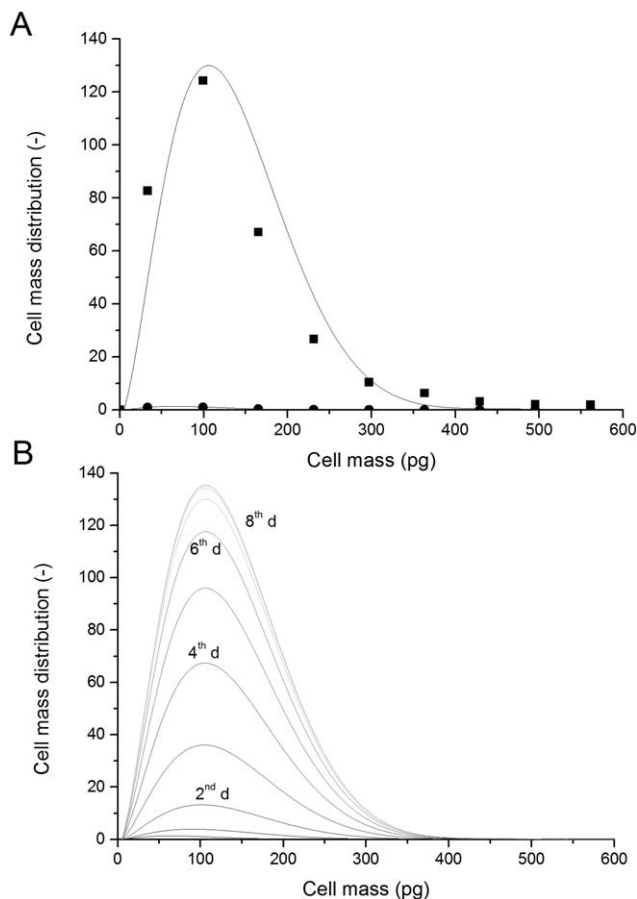 A
Cell mass distribution (-)
140
120
100
80
60
40
20
0
0 100 200 300 400 500 600
Cell mass (pg)
B
Cell mass distribution (-)
140
120
100
80
60
40
20
0
8th d
6th d
4th d
2nd d
0 100 200 300 400 500 600
Cell mass (pg)